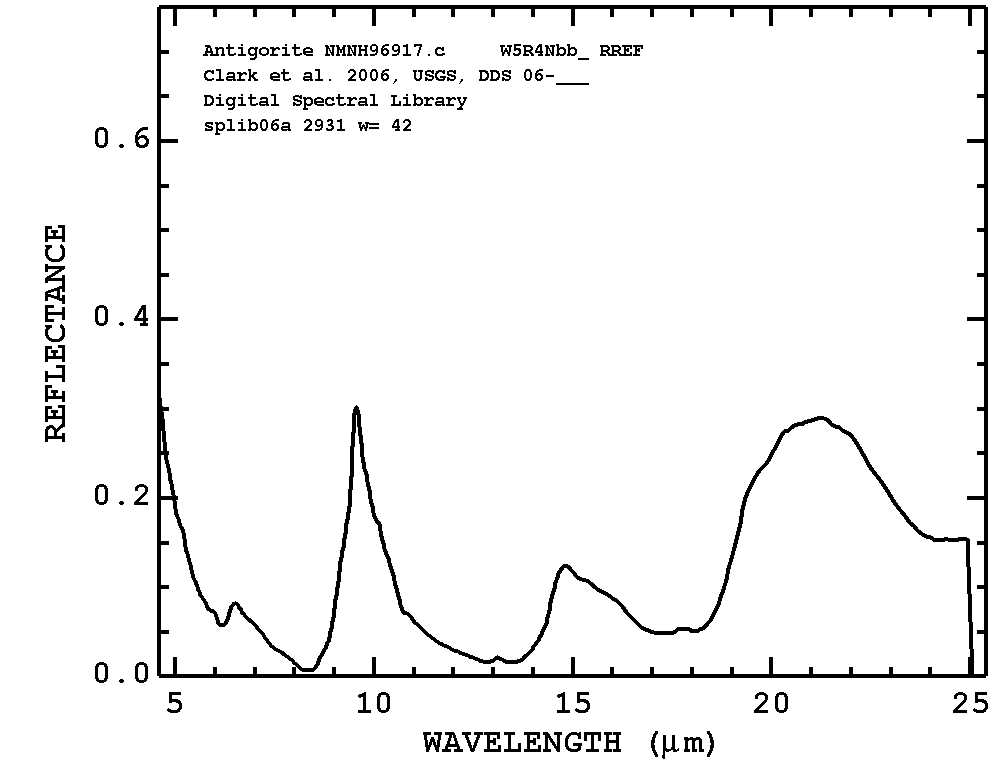 Antigorite NMNH96917.c W5R4Nbb_ RREF
Clark et al. 2006, USGS, DDS 06-___
Digital Spectral Library
splib06a 2931 w= 42
0.6
0.4
0.2
0.0
REFLECTANCE
5 10 15 20 25
WAVELENGTH (μm)